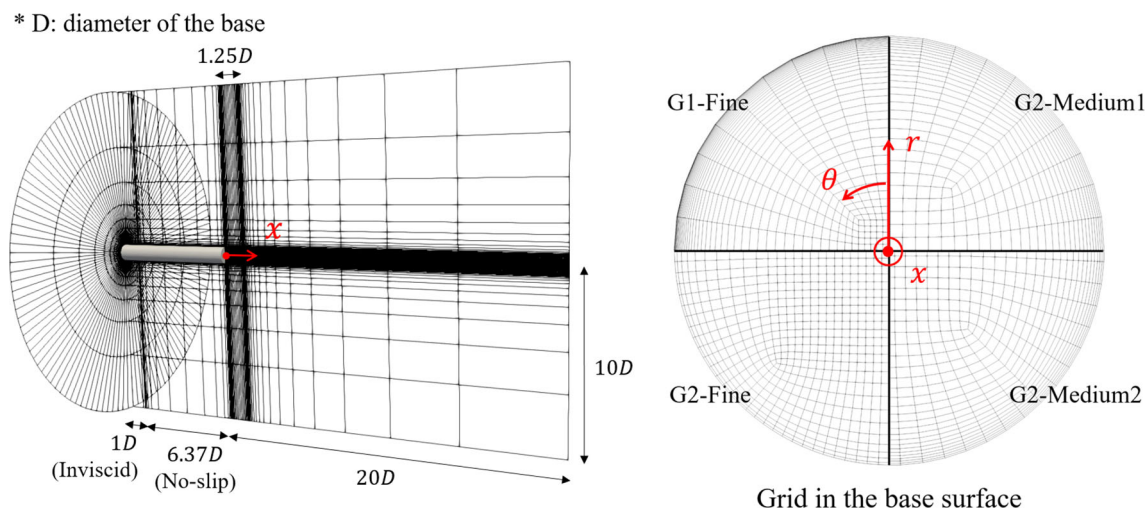 * D: diameter of the base
1.25D
x
10D
1D
(Inviscid)
6.37D
(No-slip)
20D
G1-Fine
G2-Medium1
r
θ
x
G2-Fine
G2-Medium2
Grid in the base surface